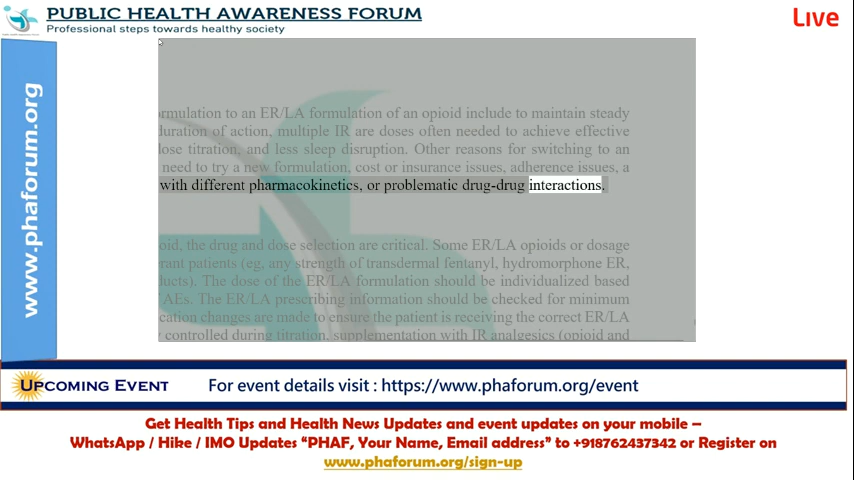 PUBLIC HEALTH AWARENESS FORUM
Professional steps towards healthy society
Live
www.phaforum.org
ormulation to an ER/LA formulation of an opioid include to maintain steady
duration of action, multiple IR are doses often needed to achieve effective
lose titration, and less sleep disruption. Other reasons for switching to an
need to try a new formulation, cost or insurance issues, adherence issues, a
with different pharmacokinetics, or problematic drug-drug interactions.
oid, the drug and dose selection are critical. Some ER/LA opioids or dosage
rant patients (eg, any strength of transdermal fentanyl, hydromorphone ER,
ducts). The dose of the ER/LA formulation should be individualized based
AEs. The ER/LA prescribing information should be checked for minimum
cation changes are made to ensure the patient is receiving the correct ER/LA
controlled during titration, supplementation with IR analgesics (opioid and
UPCOMING EVENT
For event details visit : https://www.phaforum.org/event
Get Health Tips and Health News Updates and event updates on your mobile –
WhatsApp / Hike / IMO Updates “PHAF, Your Name, Email address” to +918762437342 or Register on
www.phaforum.org/sign-up